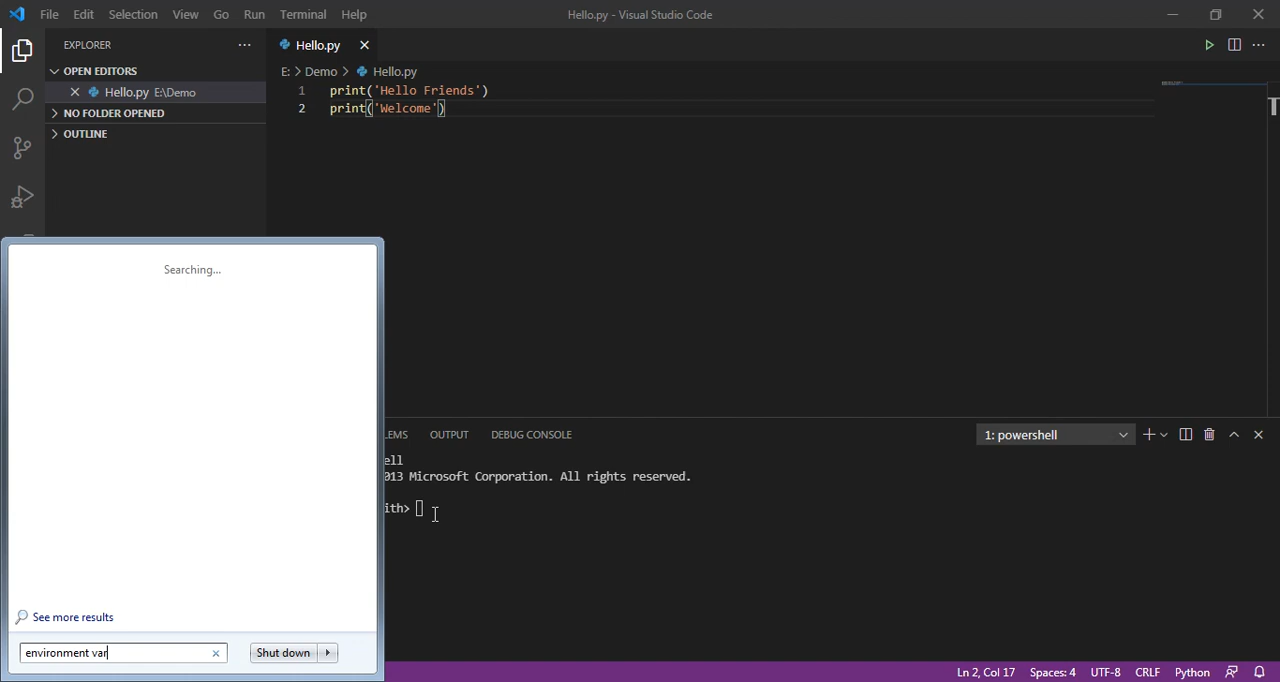 File Edit Selection View Go Run Terminal Help Hello.py - Visual Studio Code
EXPLORER ...
Hello.py
OPEN EDITORS
Hello.py E:\Demo
NO FOLDER OPENED
OUTLINE
E: > Demo > Hello.py
1 print('Hello Friends')
2 print('Welcome')
Searching...
See more results
environment var
Shut down
LEMS OUTPUT DEBUG CONSOLE 1: powershell
ell
013 Microsoft Corporation. All rights reserved.
ith>
Ln 2, Col 17 Spaces: 4 UTF-8 CRLF Python